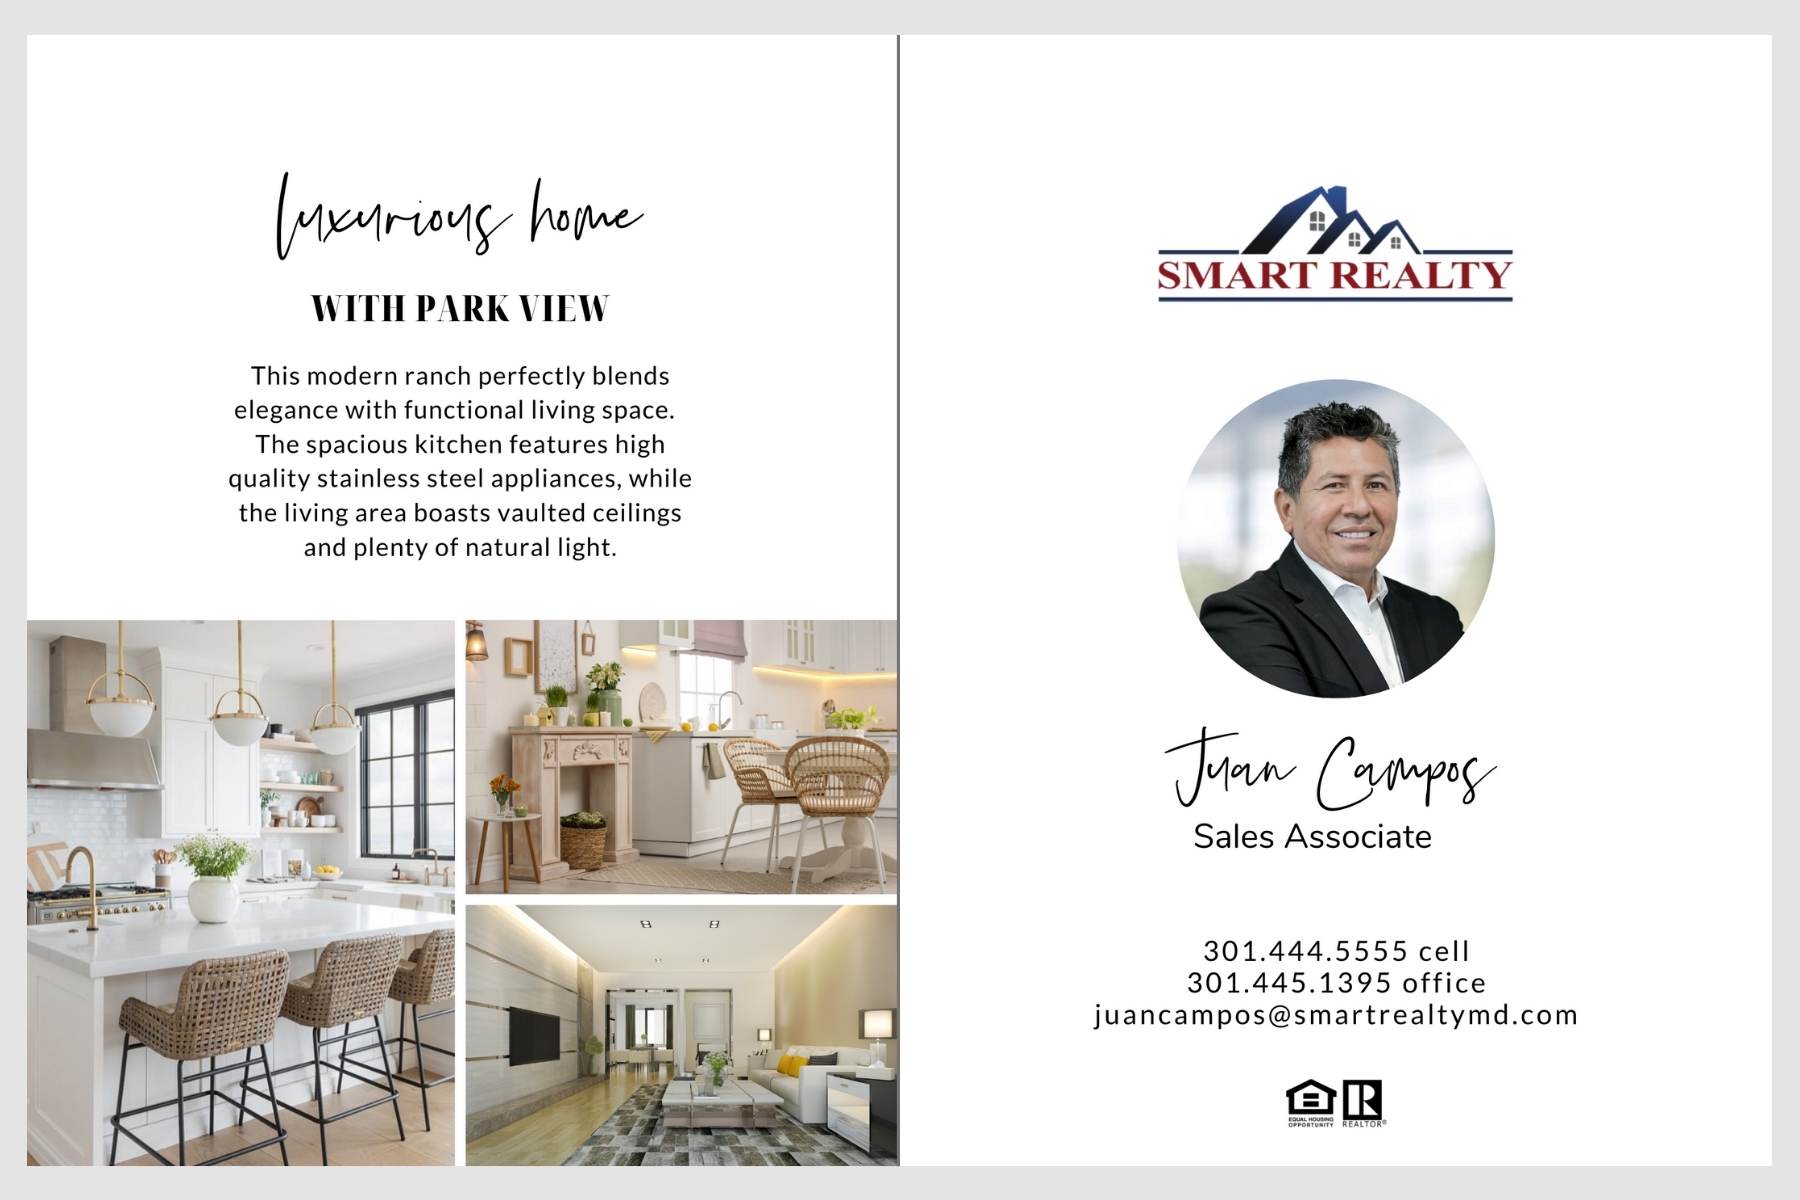 luxurious home
WITH PARK VIEW
This modern ranch perfectly blends
elegance with functional living space.
The spacious kitchen features high
quality stainless steel appliances, while
the living area boasts vaulted ceilings
and plenty of natural light.
SMART REALTY
Juan Campos
Sales Associate
301.444.5555 cell
301.445.1395 office
juancampos@smartrealtymd.com
EQUAL HOUSING
OPPORTUNITY
REALTOR®